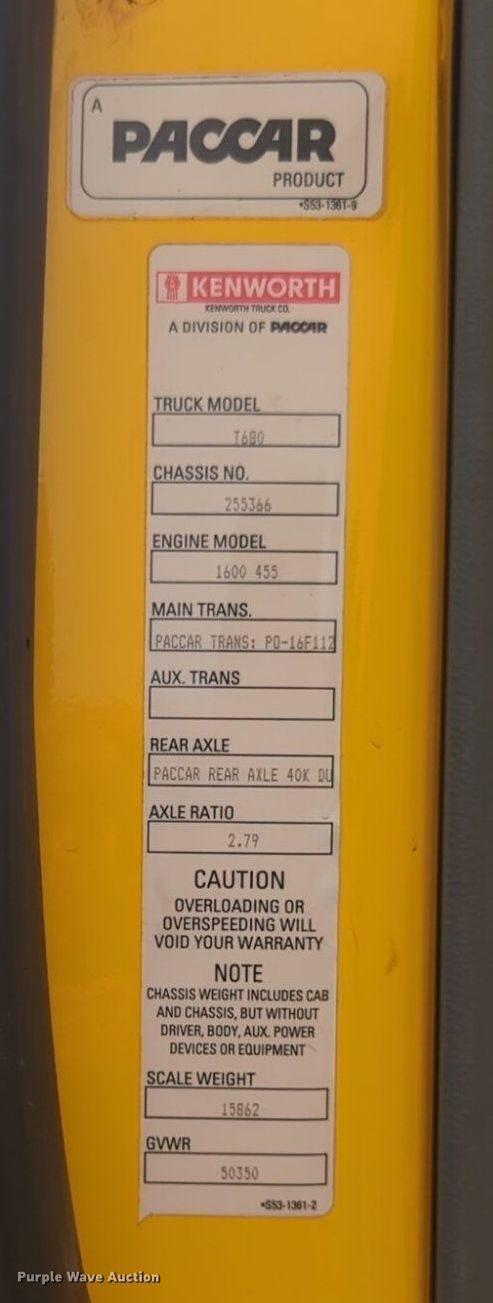 A
PACCAR
PRODUCT
•S53-1361-9
KENWORTH
KENWORTH TRUCK CO.
A DIVISION OF PACCAR
TRUCK MODEL
T680
CHASSIS NO.
255366
ENGINE MODEL
1600 455
MAIN TRANS.
PACCAR TRANS: PO-16F112
AUX. TRANS
REAR AXLE
PACCAR REAR AXLE 40K DU
AXLE RATIO
2.79
CAUTION
OVERLOADING OR
OVERSPEEDING WILL
VOID YOUR WARRANTY
NOTE
CHASSIS WEIGHT INCLUDES CAB
AND CHASSIS, BUT WITHOUT
DRIVER, BODY, AUX. POWER
DEVICES OR EQUIPMENT
SCALE WEIGHT
15862
GVWR
50350
•S53-1361-2
Purple Wave Auction